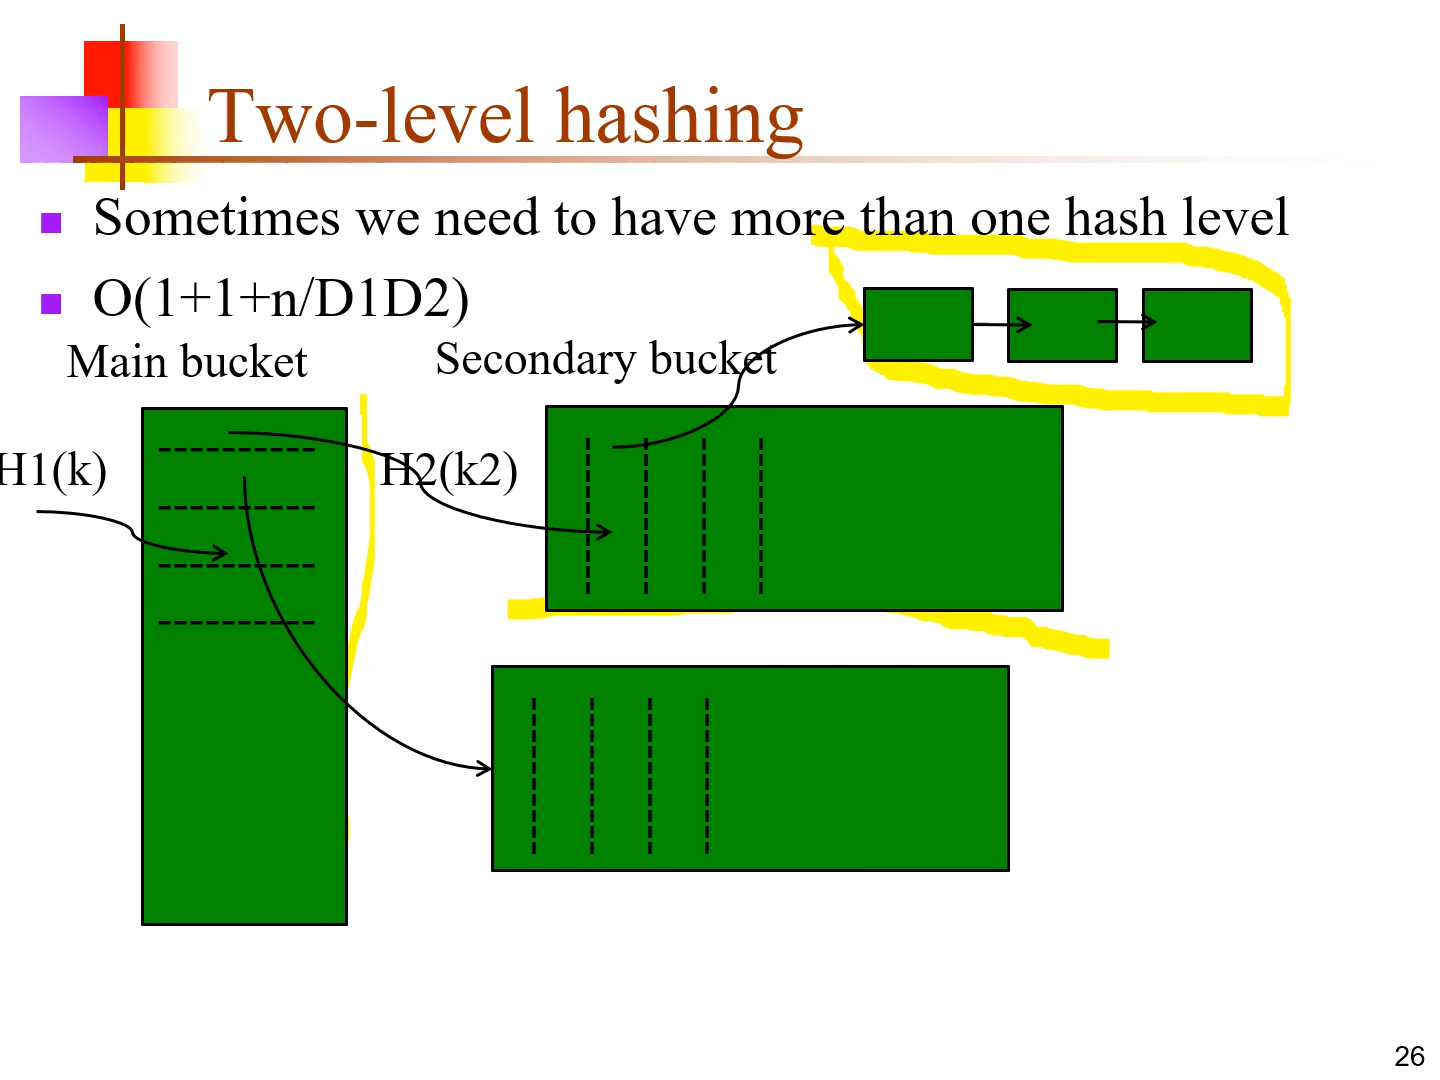 Two-level hashing
Sometimes we need to have more than one hash level
O(1+1+n/D1D2)
Main bucket
Secondary bucket
H1(k)
H2(k2)
26